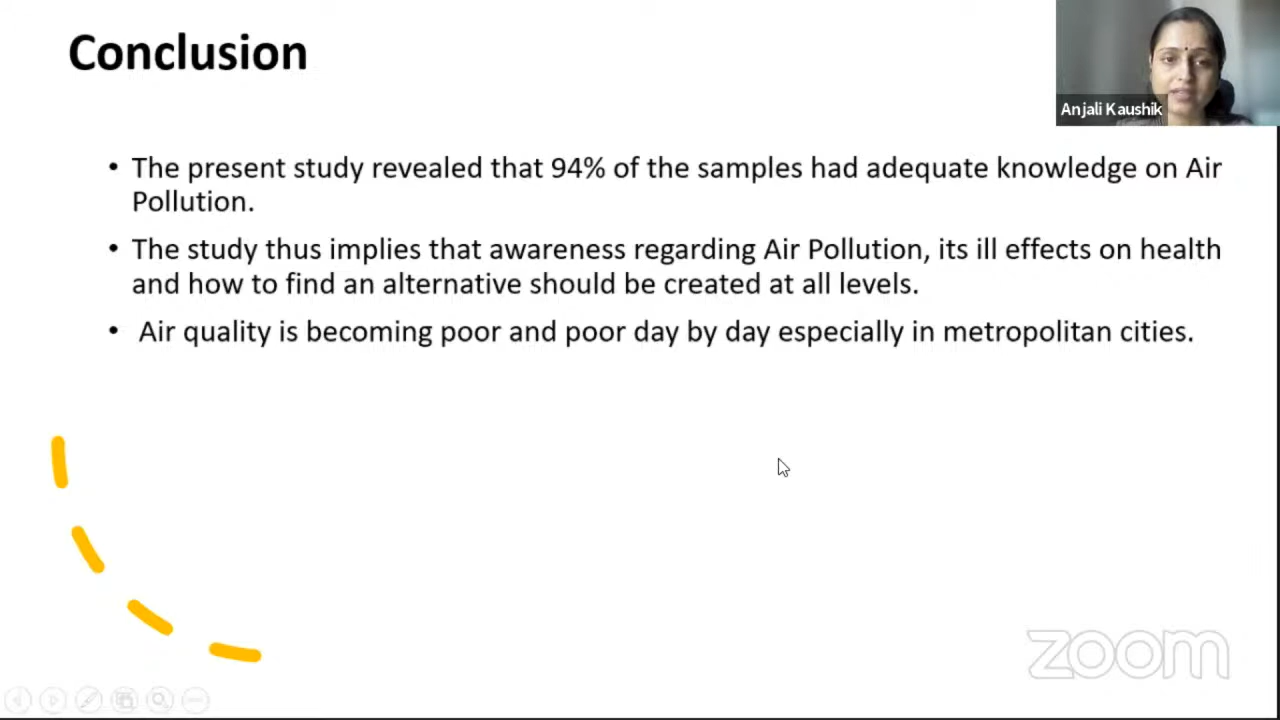 Conclusion
Anjali Kaushik
• The present study revealed that 94% of the samples had adequate knowledge on Air
Pollution.
• The study thus implies that awareness regarding Air Pollution, its ill effects on health
and how to find an alternative should be created at all levels.
• Air quality is becoming poor and poor day by day especially in metropolitan cities.
zoom